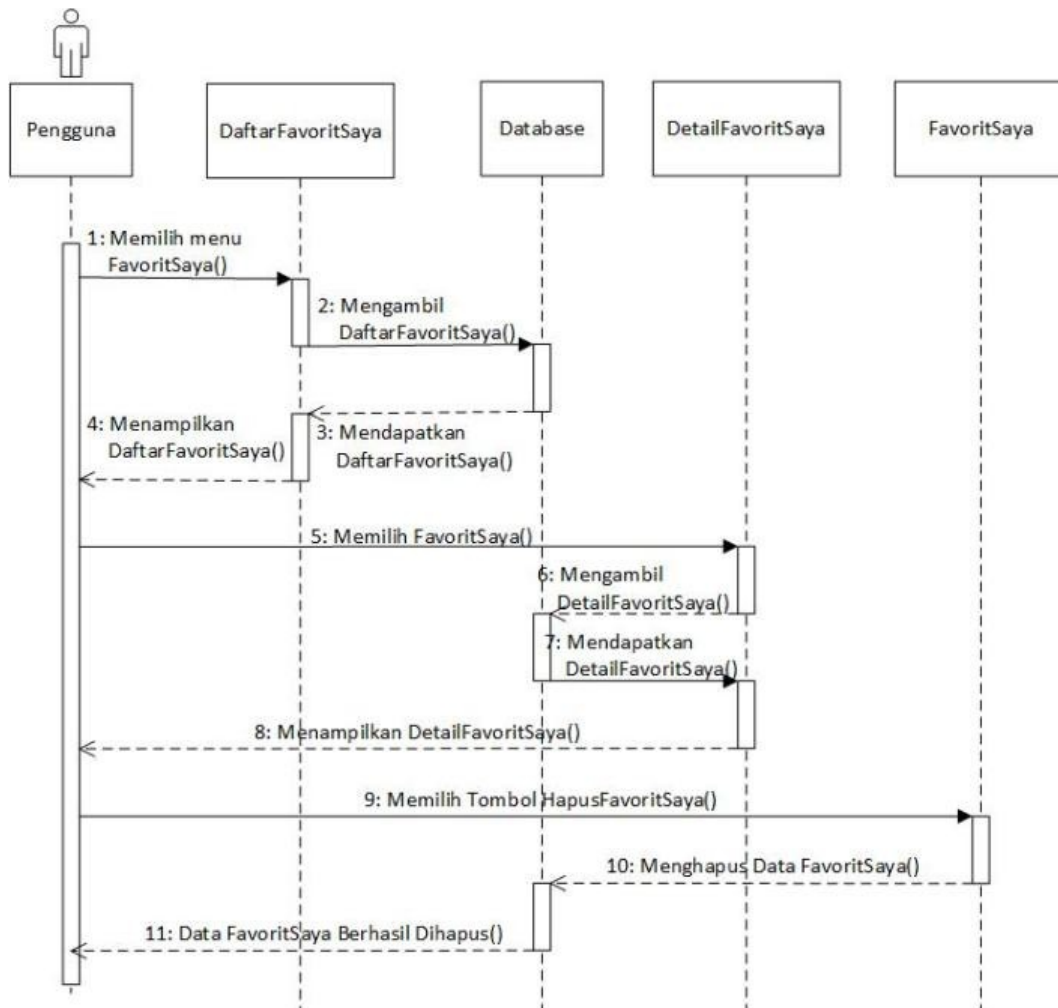 Pengguna
DaftarFavoritSaya
Database
DetailFavoritSaya
FavoritSaya
1: Memilih menu
FavoritSaya()
2: Mengambil
DaftarFavoritSaya()
3: Mendapatkan
DaftarFavoritSaya()
4: Menampilkan
DaftarFavoritSaya()
5: Memilih FavoritSaya()
6: Mengambil
DetailFavoritSaya()
7: Mendapatkan
DetailFavoritSaya()
8: Menampilkan DetailFavoritSaya()
9: Memilih Tombol HapusFavoritSaya()
10: Menghapus Data FavoritSaya()
11: Data FavoritSaya Berhasil Dihapus()